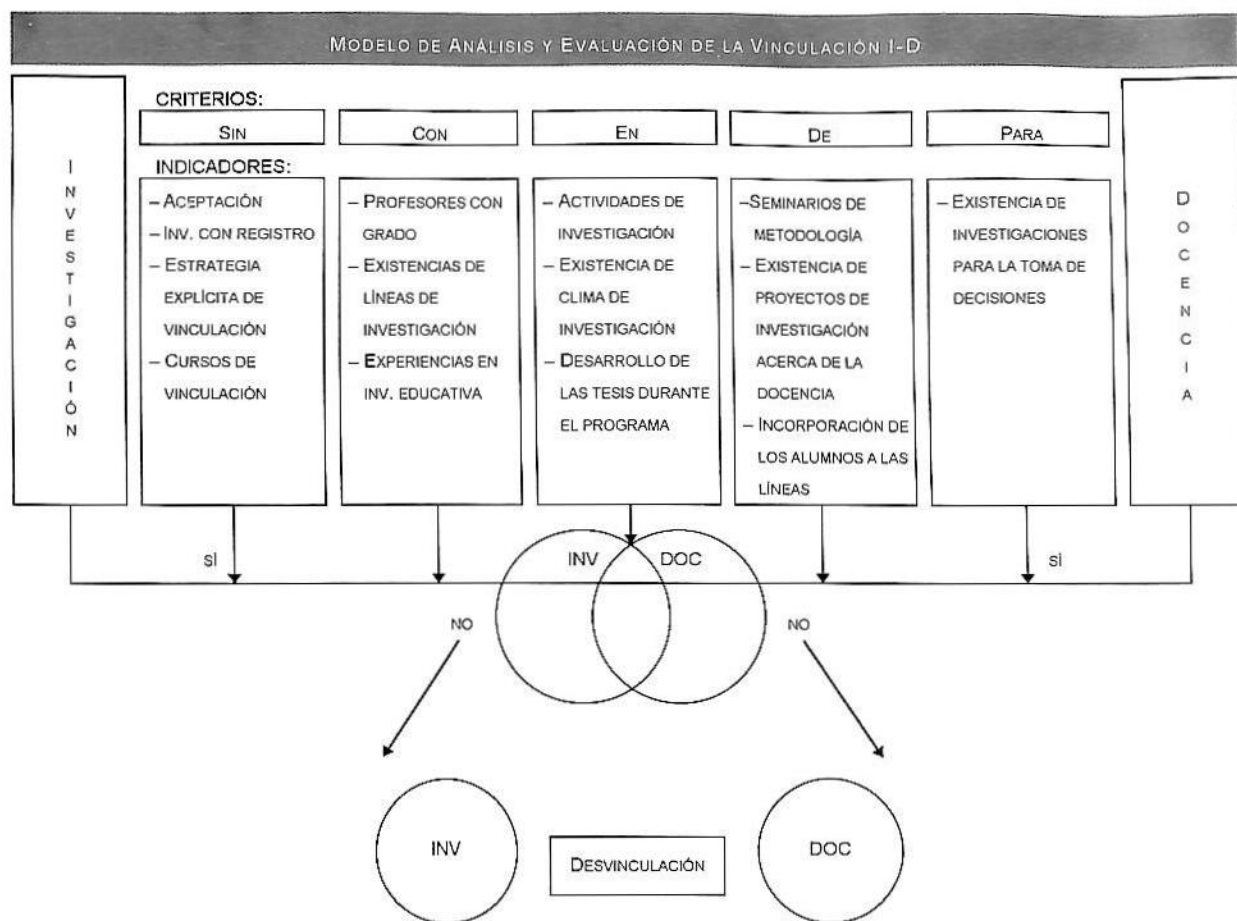 MODELO DE ANÁLISIS Y EVALUACIÓN DE LA VINCULACIÓN I-D
INVESTIGACIÓN
CRITERIOS:
SIN
CON
EN
DE
PARA
INDICADORES:
– ACEPTACIÓN
– INV. CON REGISTRO
– ESTRATEGIA
EXPLÍCITA DE
VINCULACIÓN
– CURSOS DE
VINCULACIÓN
– PROFESORES CON
GRADO
– EXISTENCIAS DE
LÍNEAS DE
INVESTIGACIÓN
– EXPERIENCIAS EN
INV. EDUCATIVA
– ACTIVIDADES DE
INVESTIGACIÓN
– EXISTENCIA DE
CLIMA DE
INVESTIGACIÓN
– DESARROLLO DE
LAS TESIS DURANTE
EL PROGRAMA
–SEMINARIOS DE
METODOLOGÍA
– EXISTENCIA DE
PROYECTOS DE
INVESTIGACIÓN
ACERCA DE LA
DOCENCIA
– INCORPORACIÓN DE
LOS ALUMNOS A LAS
LÍNEAS
– EXISTENCIA DE
INVESTIGACIONES
PARA LA TOMA DE
DECISIONES
DOCENCIA
SÍ
INV
DOC
SÍ
NO
NO
INV
DESVINCULACIÓN
DOC